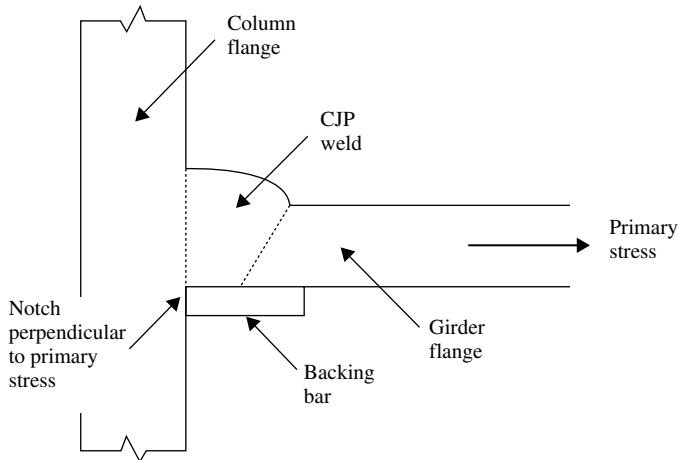 Column
flange
CJP
weld
Primary
stress
Notch
perpendicular
to primary
stress
Girder
flange
Backing
bar